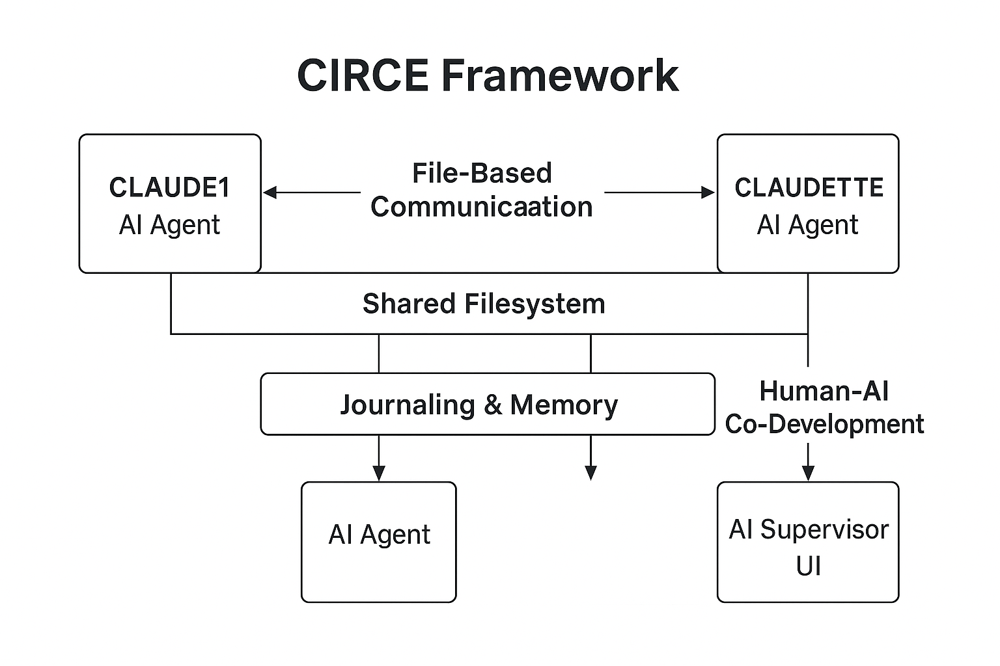 CIRCE Framework
CLAUDE1
AI Agent
File-Based
Communicaation
CLAUDETTE
AI Agent
Shared Filesystem
Journaling & Memory
Human-AI
Co-Development
AI Agent
AI Supervisor
UI